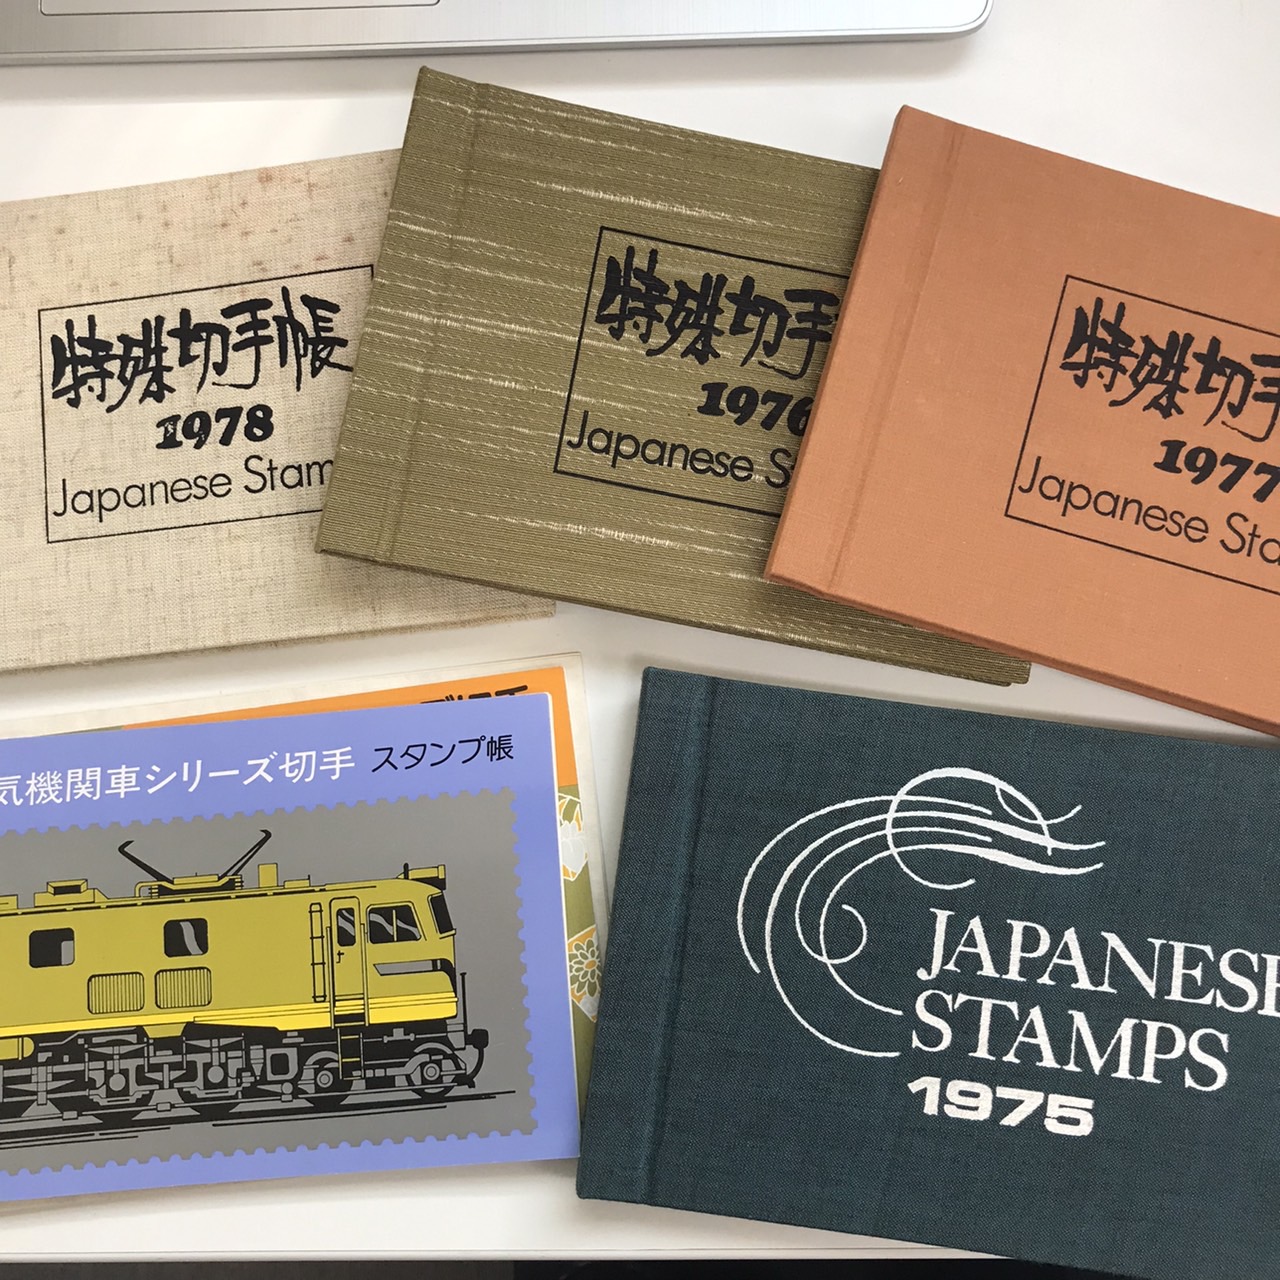 特殊切手帳
1978
Japanese Stam
特殊切手
1976
Japanese S
特殊切手
1977
Japanese Sta
気機関車シリーズ切手 スタンプ帳
JAPANESE
STAMPS
1975